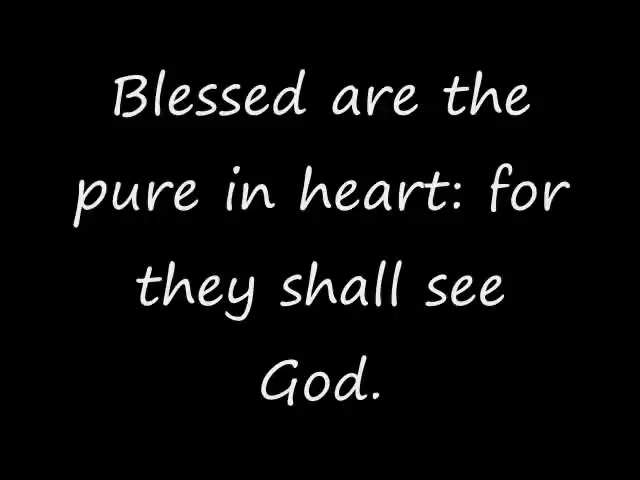 Blessed are the
pure in heart: for
they shall see
God.